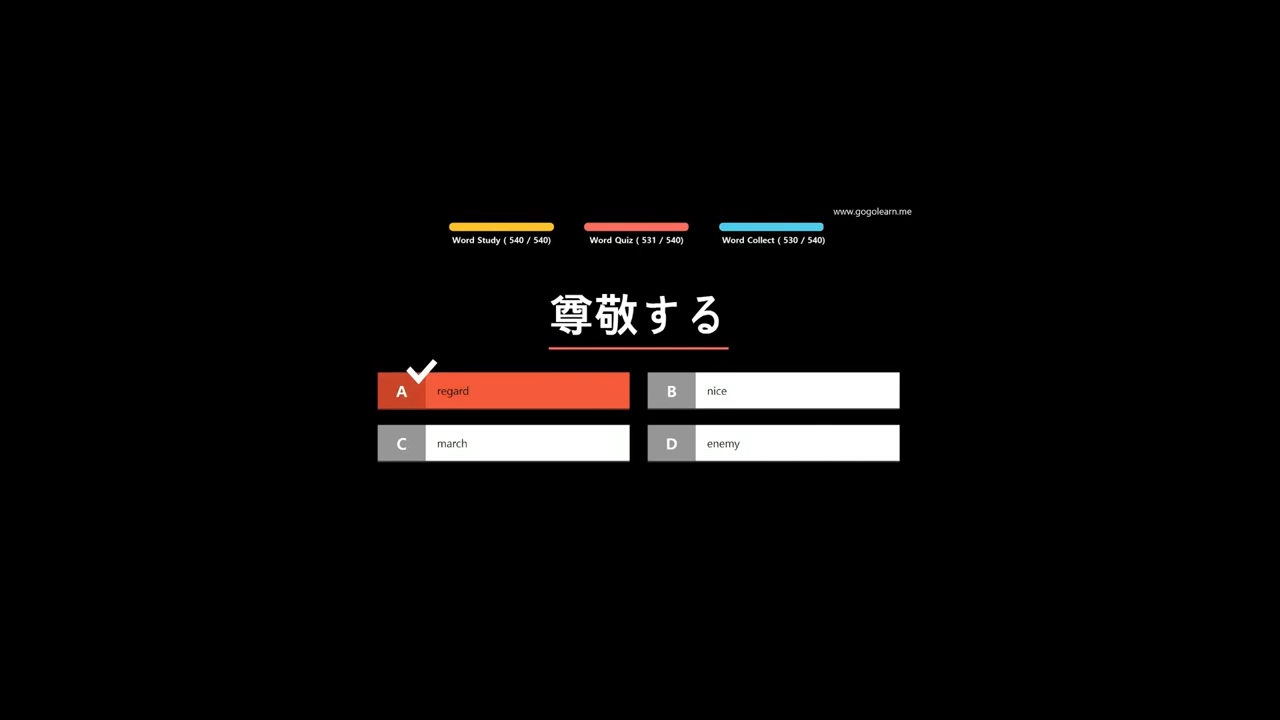 www.gogolearn.me
Word Study ( 540 / 540)
Word Quiz ( 531 / 540)
Word Collect ( 530 / 540)
尊敬する
A regard
B nice
C march
D enemy